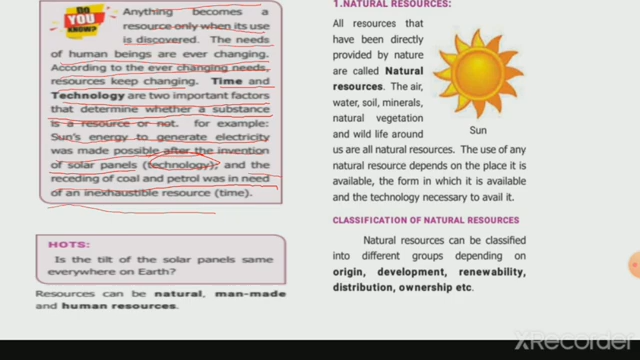 DO
YOU
KNOW?
Anything becomes a
resource only when its use
is discovered. The needs
of human beings are ever changing.
According to the ever changing needs,
resources keep changing. Time and
Technology are two important factors
that determine whether a substance
is a resource or not. for example:
Sun's energy to generate electricity
was made possible after the invention
of solar panels (technology), and the
receding of coal and petrol was in need
of an inexhaustible resource (time).
HOTS:
Is the tilt of the solar panels same
everywhere on Earth?
Resources can be natural, man-made
and human resources.
1.NATURAL RESOURCES:
All resources that
have been directly
provided by nature
are called Natural
resources. The air,
water, soil, minerals,
natural vegetation
and wild life around
Sun
us are all natural resources. The use of any
natural resource depends on the place it is
available, the form in which it is available
and the technology necessary to avail it.
CLASSIFICATION OF NATURAL RESOURCES
Natural resources can be classified
into different groups depending on
origin, development, renewability,
distribution, ownership etc.
XRecorder